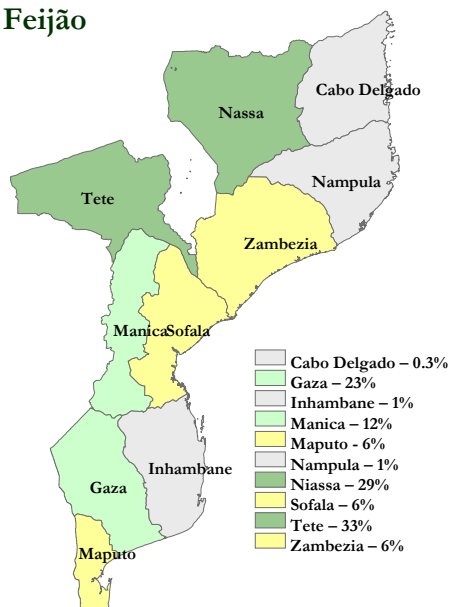 Feijão
Cabo Delgado
Nassa
Nampula
Tete
Zambezia
Manica
Sofala
Inhambane
Gaza
Maputo
Cabo Delgado – 0.3%
Gaza – 23%
Inhambane – 1%
Manica – 12%
Maputo - 6%
Nampula – 1%
Niassa – 29%
Sofala – 6%
Tete – 33%
Zambezia – 6%